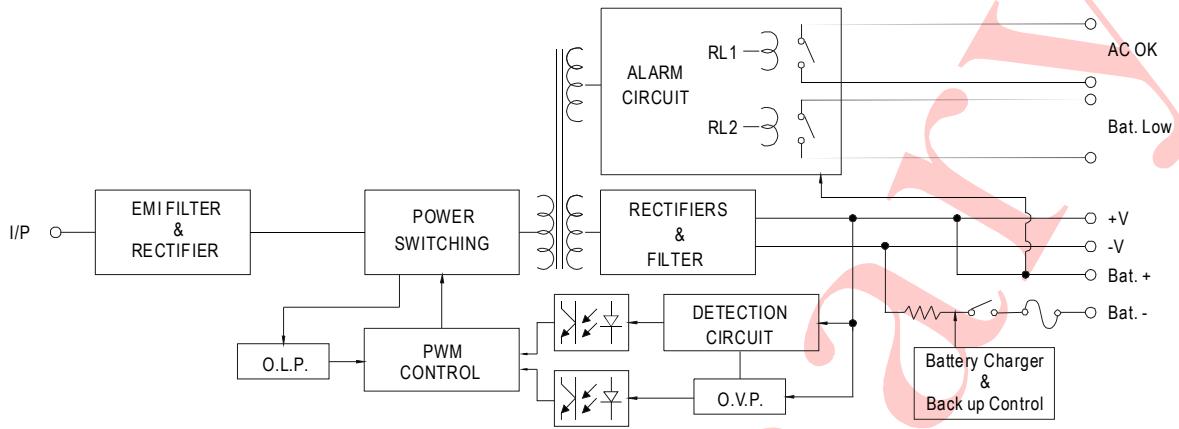 RL1
ALARM
CIRCUIT
AC OK
RL2
Bat. Low
I/P
EMI FILTER
&
RECTIFIER
POWER
SWITCHING
RECTIFIERS
&
FILTER
+V
-V
Bat. +
Bat. -
O.L.P.
PWM
CONTROL
DETECTION
CIRCUIT
O.V.P.
Battery Charger
&
Back up Control